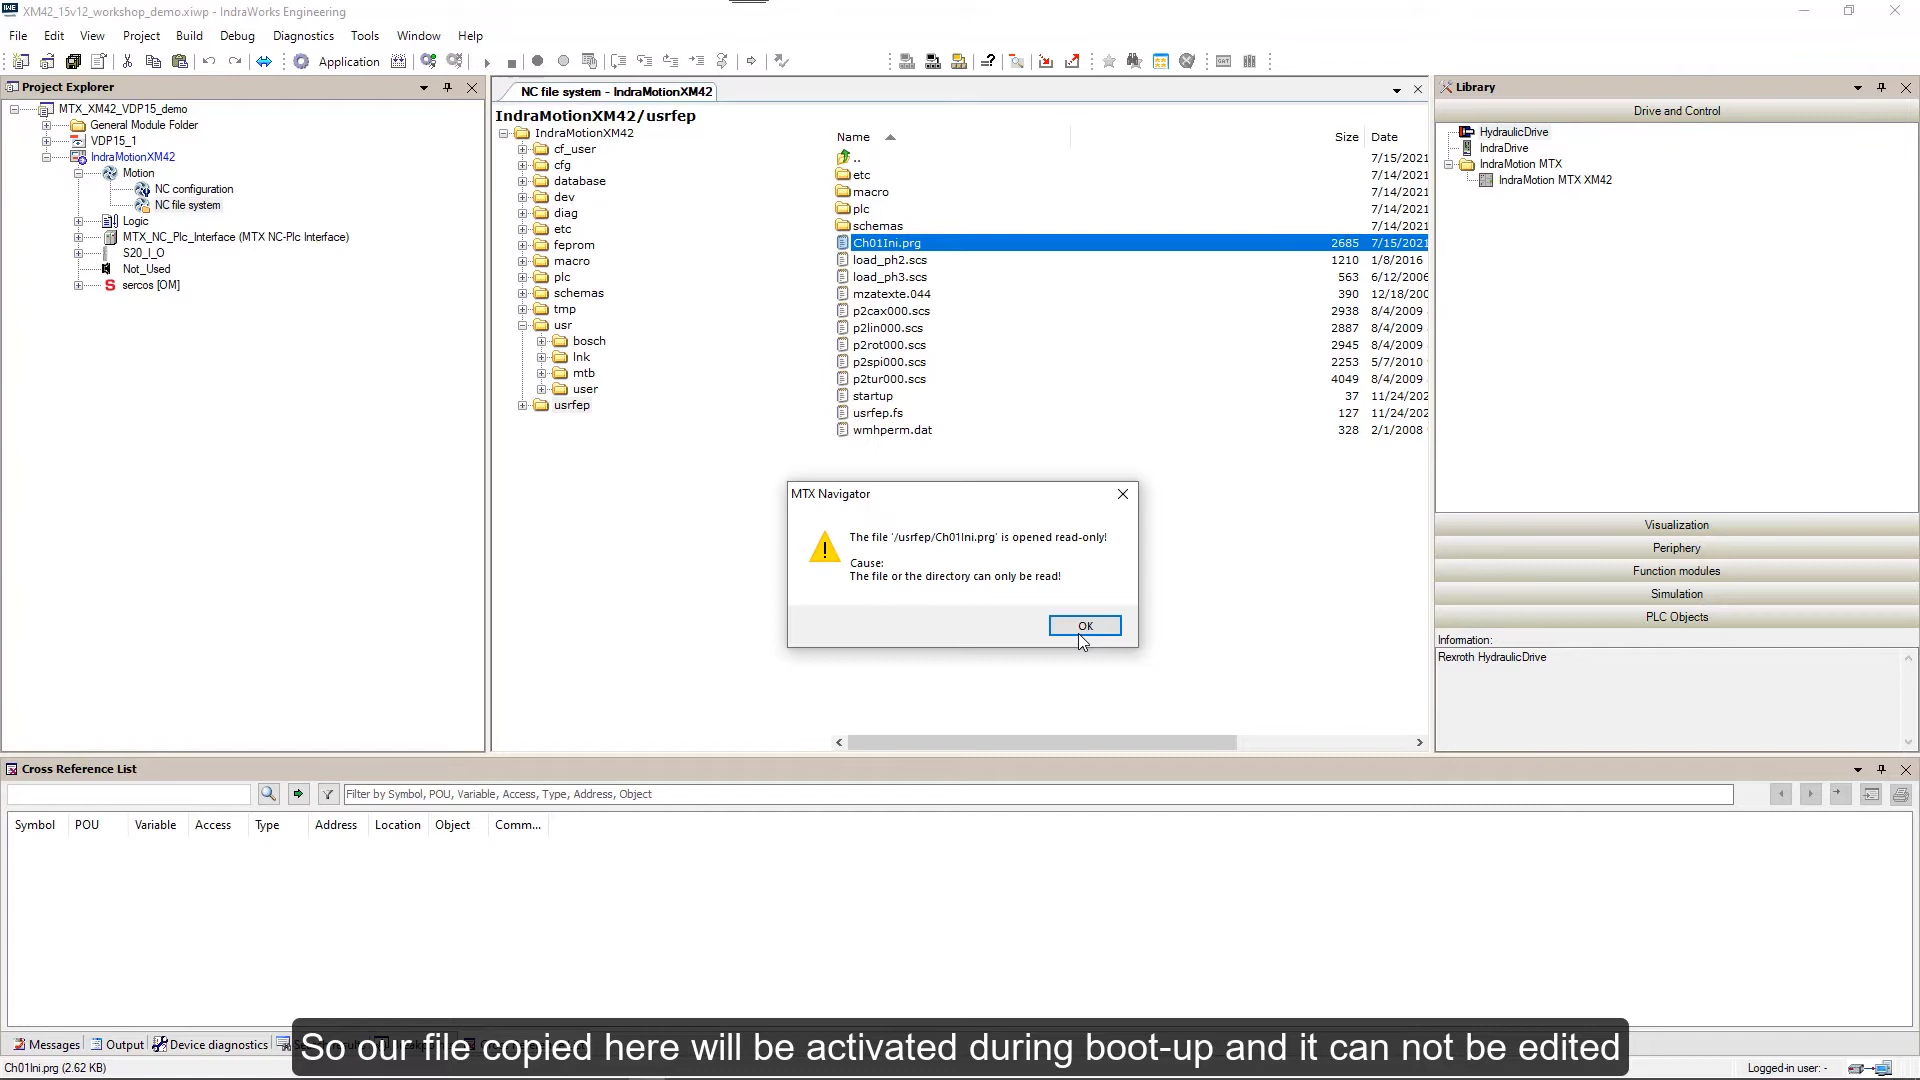 XM42_15v12_workshop_demo.xiwp - IndraWorks Engineering
File Edit View Project Build Debug Diagnostics Tools Window Help
Application
Project Explorer
MTX_XM42_VDP15_demo
General Module Folder
VDP15_1
IndraMotionXM42
Motion
NC configuration
NC file system
Logic
MTX_NC_Plc_Interface (MTX NC-Plc Interface)
S20_I_O
Not_Used
sercos [OM]
NC file system - IndraMotionXM42
IndraMotionXM42/usrfep
IndraMotionXM42
cf_user
cfg
database
dev
diag
etc
feprom
macro
plc
schemas
tmp
usr
bosch
lnk
mtb
user
usrfep
Name Size Date
.. 7/15/2021
etc 7/14/2021
macro 7/14/2021
plc 7/14/2021
schemas 7/14/2021
Ch01Ini.prg 2685 7/15/2021
load_ph2.scs 1210 1/8/2016
load_ph3.scs 563 6/12/2006
mzatexte.044 390 12/18/200
p2cax000.scs 2938 8/4/2009
p2lin000.scs 2887 8/4/2009
p2rot000.scs 2945 8/4/2009
p2spi000.scs 2253 5/7/2010
p2tur000.scs 4049 8/4/2009
startup 37 11/24/202
usrfep.fs 127 11/24/202
wmhperm.dat 328 2/1/2008
MTX Navigator
The file '/usrfep/Ch01Ini.prg' is opened read-only!
Cause:
The file or the directory can only be read!
OK
Library
Drive and Control
HydraulicDrive
IndraDrive
IndraMotion MTX
IndraMotion MTX XM42
Visualization
Periphery
Function modules
Simulation
PLC Objects
Information:
Rexroth HydraulicDrive
Cross Reference List
Filter by Symbol, POU, Variable, Access, Type, Address, Object
Symbol POU Variable Access Type Address Location Object Comm...
Messages Output Device diagnostics
So our file copied here will be activated during boot-up and it can not be edited
Ch01Ini.prg (2.62 KB)
Logged-in user: -